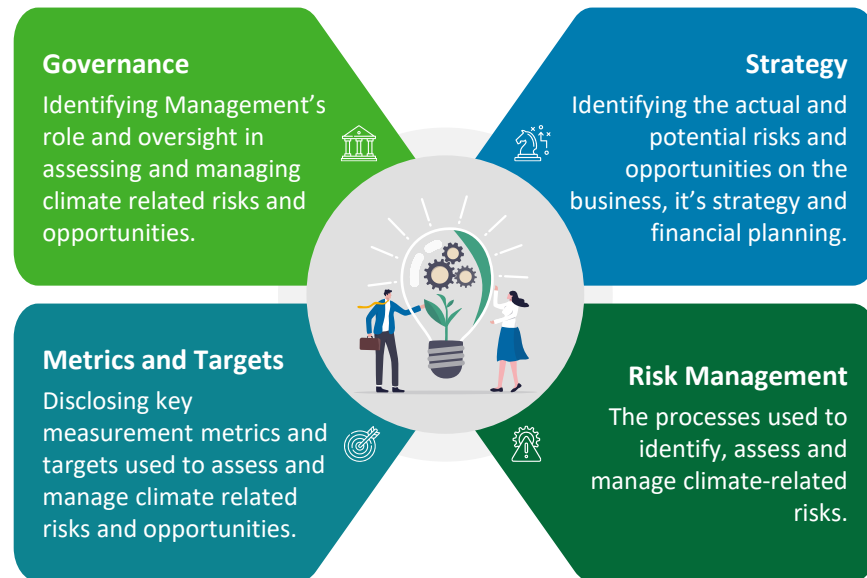 Governance
Identifying Management’s
role and oversight in
assessing and managing
climate related risks and
opportunities.
Strategy
Identifying the actual and
potential risks and
opportunities on the
business, it’s strategy and
financial planning.
Metrics and Targets
Disclosing key
measurement metrics and
targets used to assess and
manage climate related
risks and opportunities.
Risk Management
The processes used to
identify, assess and
manage climate-related
risks.